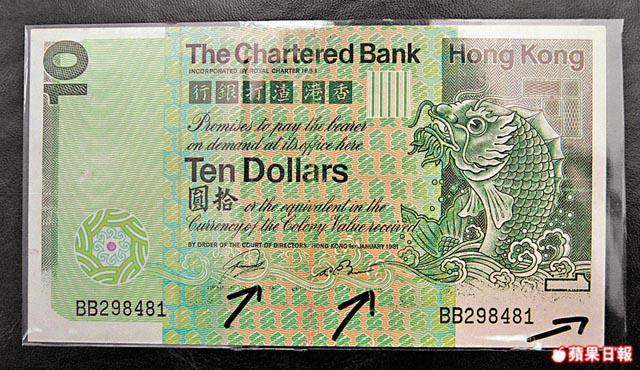 10
The Chartered Bank
Hong Kong
INCORPORATED BY ROYAL CHARTER 1853
行銀打渣港香
Promises to pay the bearer
on demand at its office here
Ten Dollars
圓拾
or the equivalent in the
Currency of the Colony Value received
BY ORDER OF THE COURT OF DIRECTORS
HONG KONG 1ST JANUARY 1981
BB298481
BB298481
蘋果日報